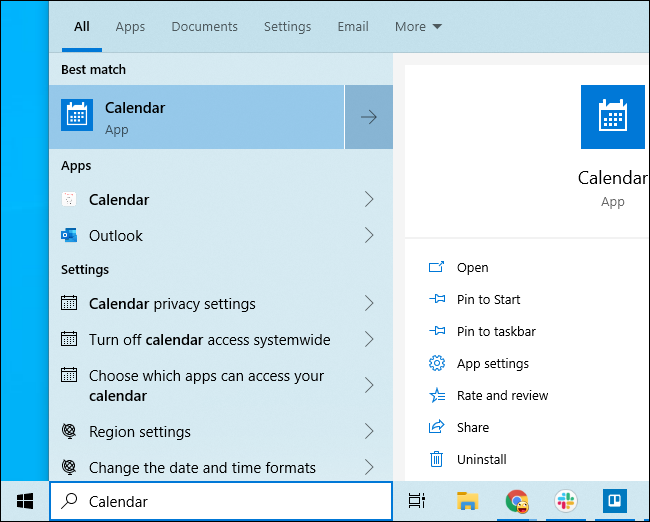 All Apps Documents Settings Email More
Best match
Calendar
App
Apps
Calendar
Outlook
Settings
Calendar privacy settings
Turn off calendar access systemwide
Choose which apps can access your
calendar
Region settings
Change the date and time formats
Calendar
App
Open
Pin to Start
Pin to taskbar
App settings
Rate and review
Share
Uninstall
Calendar